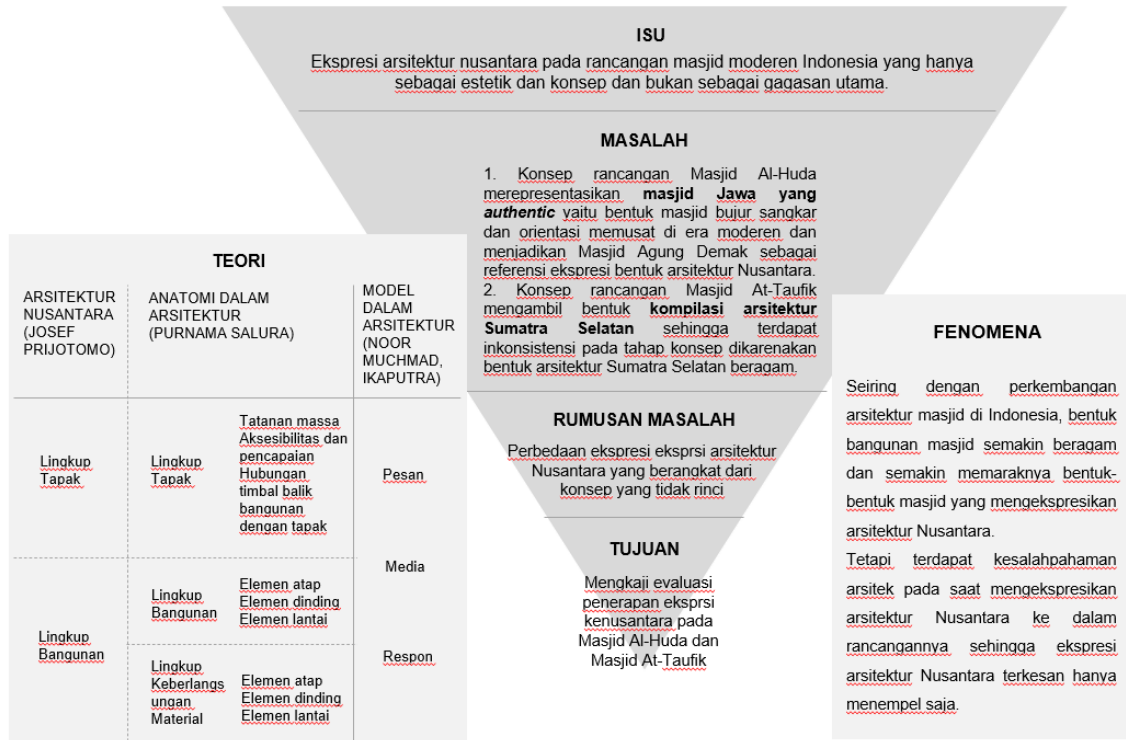 ISU
Ekspresi arsitektur nusantara pada rancangan masjid moderen Indonesia yang hanya
sebagai estetik dan konsep dan bukan sebagai gagasan utama.
MASALAH
1. Konsep rancangan Masjid Al-Huda
merepresentasikan masjid Jawa yang
authentic yaitu bentuk masjid bujur sangkar
dan orientasi memusat di era moderen dan
menjadikan Masjid Agung Demak sebagai
referensi ekspresi bentuk arsitektur Nusantara.
2. Konsep rancangan Masjid At-Taufik
mengambil bentuk kompilasi arsitektur
Sumatra Selatan sehingga terdapat
inkonsistensi pada tahap konsep dikarenakan
bentuk arsitektur Sumatra Selatan beragam.
RUMUSAN MASALAH
Perbedaan ekspresi eksprsi arsitektur
Nusantara yang berangkat dari
konsep yang tidak rinci
TUJUAN
Mengkaji evaluasi
penerapan eksprsi
kenusantara pada
Masjid Al-Huda dan
Masjid At-Taufik
TEORI
ARSITEKTUR
NUSANTARA
(JOSEF
PRIJOTOMO)
ANATOMI DALAM
ARSITEKTUR
(PURNAMA SALURA)
MODEL
DALAM
ARSITEKTUR
(NOOR
MUCHMAD,
IKAPUTRA)
Lingkup
Tapak
Lingkup
Tapak
Tatanan massa
Aksesibilitas dan
pencapaian
Hubungan
timbal balik
bangunan
dengan tapak
Pesan
Media
Respon
Lingkup
Bangunan
Lingkup
Bangunan
Elemen atap
Elemen dinding
Elemen lantai
Lingkup
Keberlangs
ungan
Material
Elemen atap
Elemen dinding
Elemen lantai
FENOMENA
Seiring dengan perkembangan
arsitektur masjid di Indonesia, bentuk
bangunan masjid semakin beragam
dan semakin memaraknya bentuk-
bentuk masjid yang mengekspresikan
arsitektur Nusantara.
Tetapi terdapat kesalahpahaman
arsitek pada saat mengekspresikan
arsitektur Nusantara ke dalam
rancangannya sehingga ekspresi
arsitektur Nusantara terkesan hanya
menempel saja.